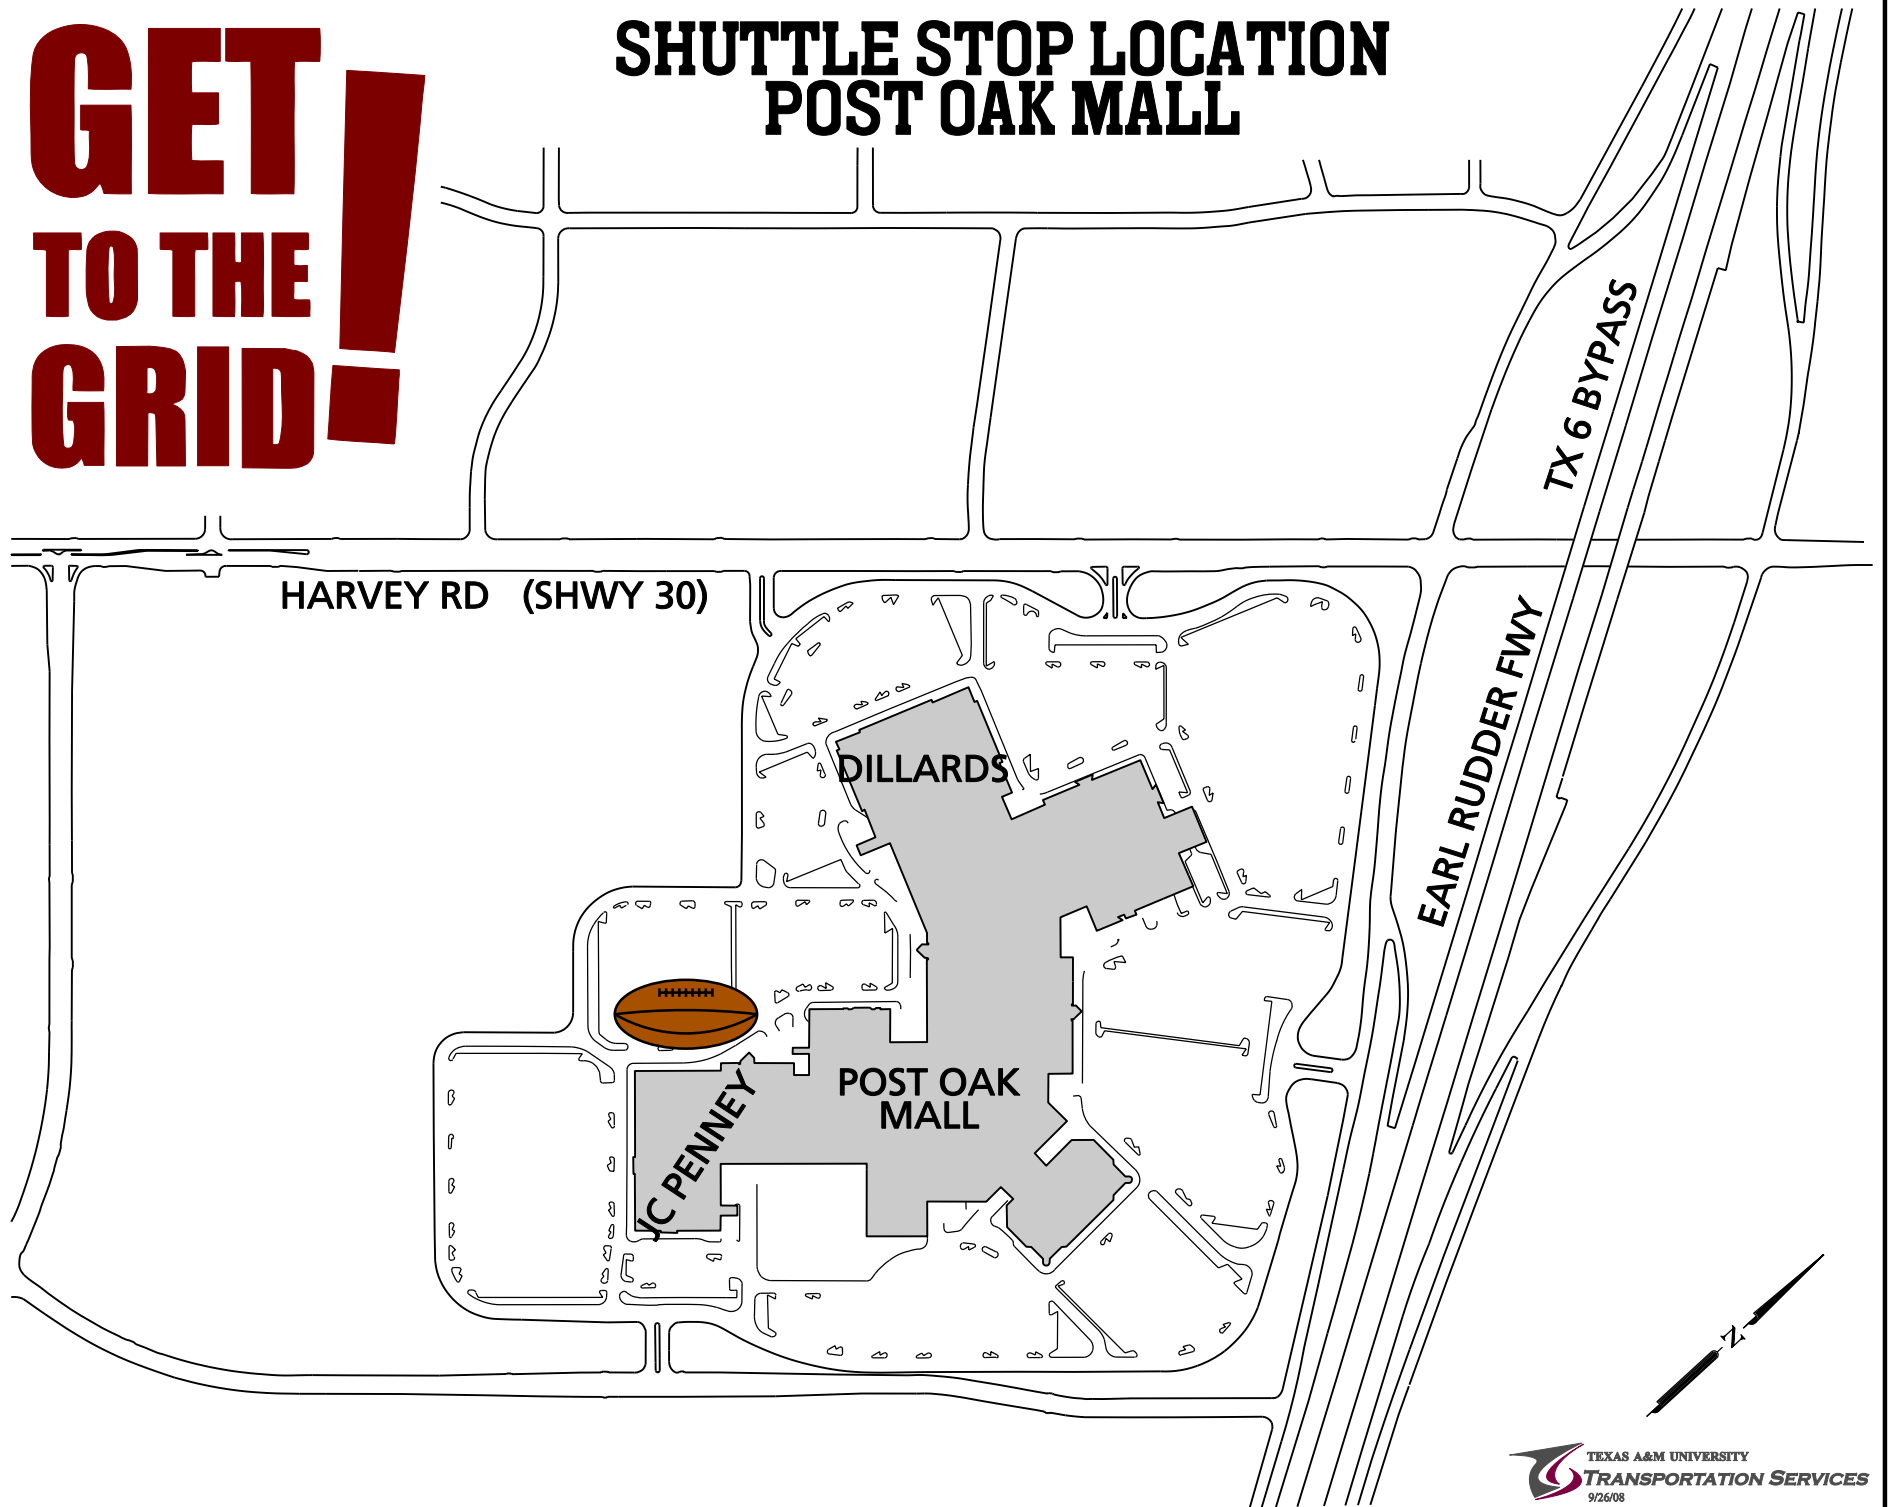 GET
TO THE
GRID!
SHUTTLE STOP LOCATION
POST OAK MALL
TX 6 BYPASS
HARVEY RD (SHWY 30)
EARL RUDDER FWY
DILLARDS
POST OAK
MALL
JC PENNEY
N
TEXAS A&M UNIVERSITY
TRANSPORTATION SERVICES
9/26/08